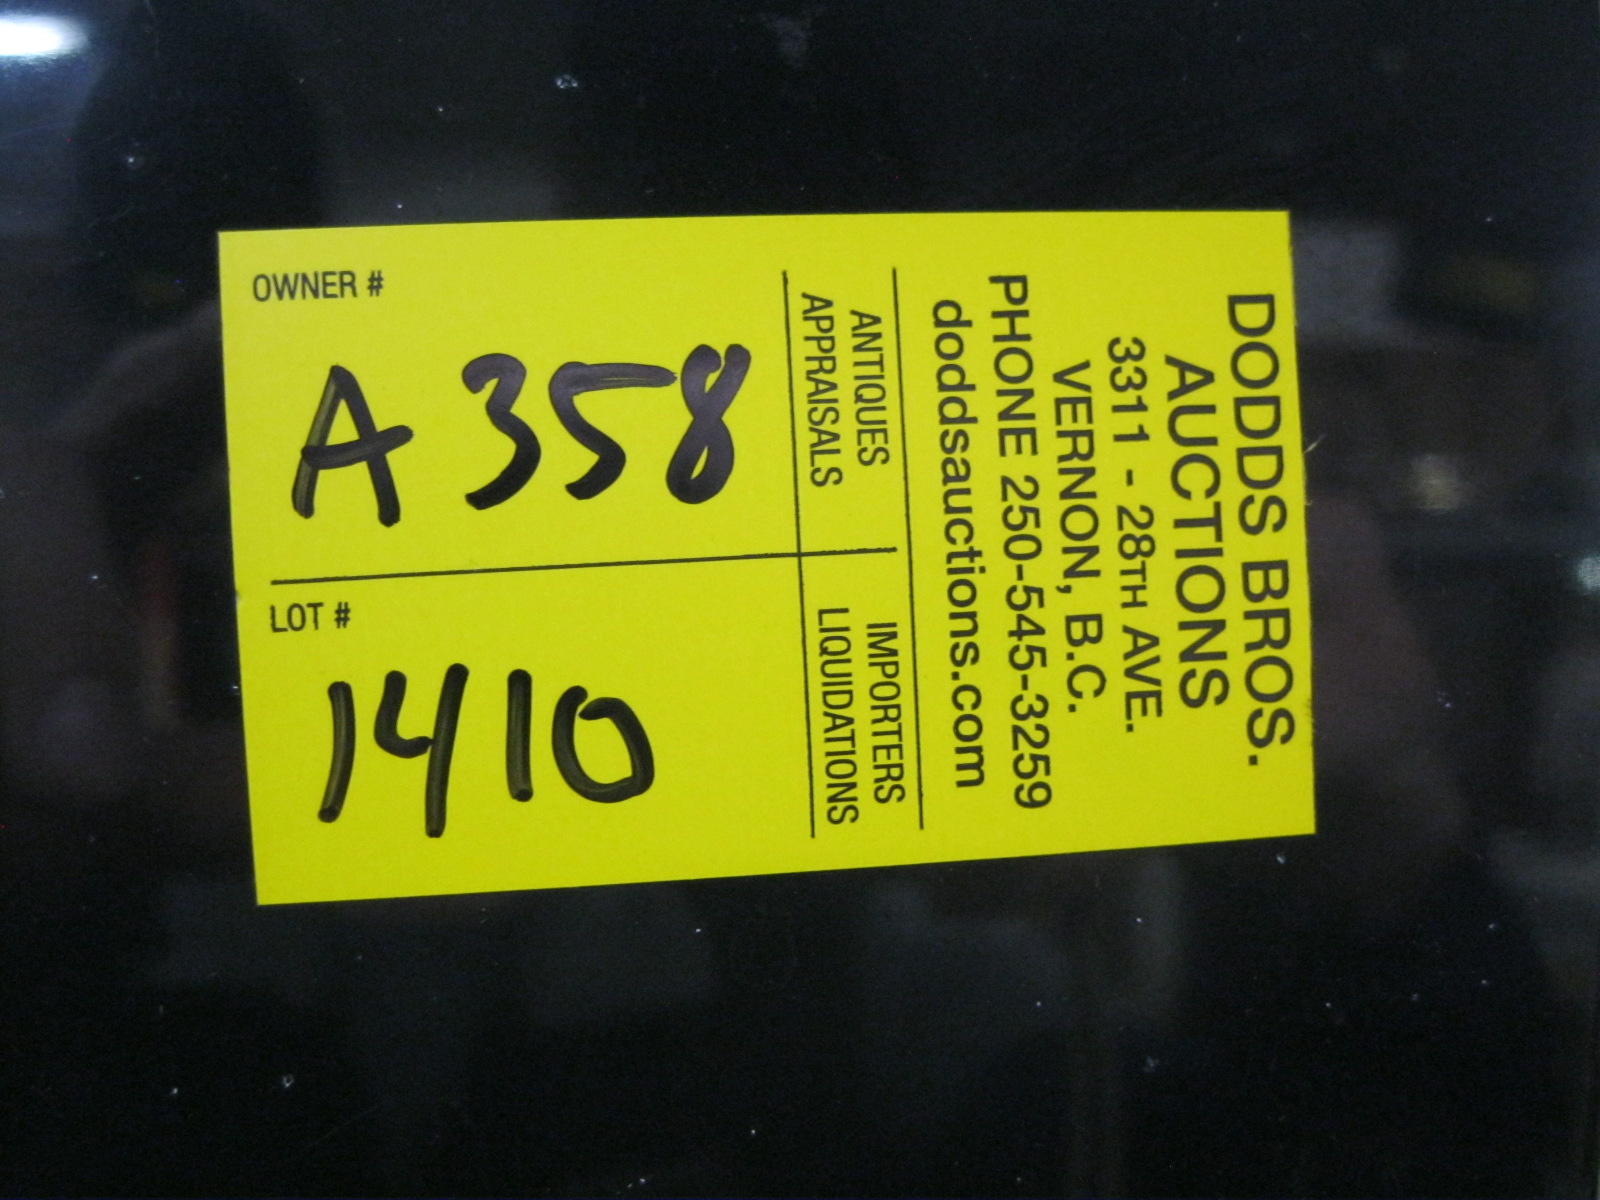 DODDS BROS.
AUCTIONS
3311 - 28TH AVE.
VERNON, B.C.
PHONE 250-545-3259
doddsauctions.com
ANTIQUES
APPRAISALS
IMPORTERS
LIQUIDATIONS
OWNER #
A 358
LOT #
1410